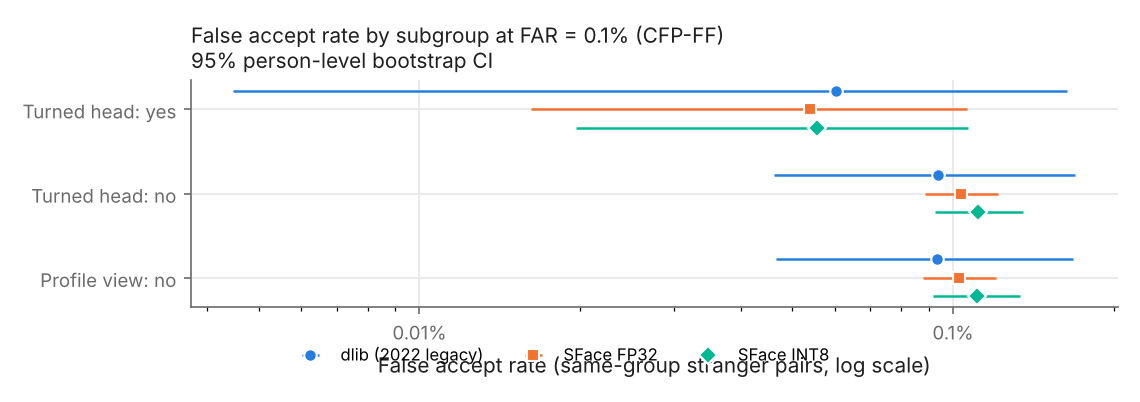 False accept rate by subgroup at FAR = 0.1% (CFP-FF)
95% person-level bootstrap CI
Turned head: yes
Turned head: no
Profile view: no
0.01% 0.1%
dlib (2022 legacy) SFace FP32 SFace INT8
False accept rate (same-group stranger pairs, log scale)